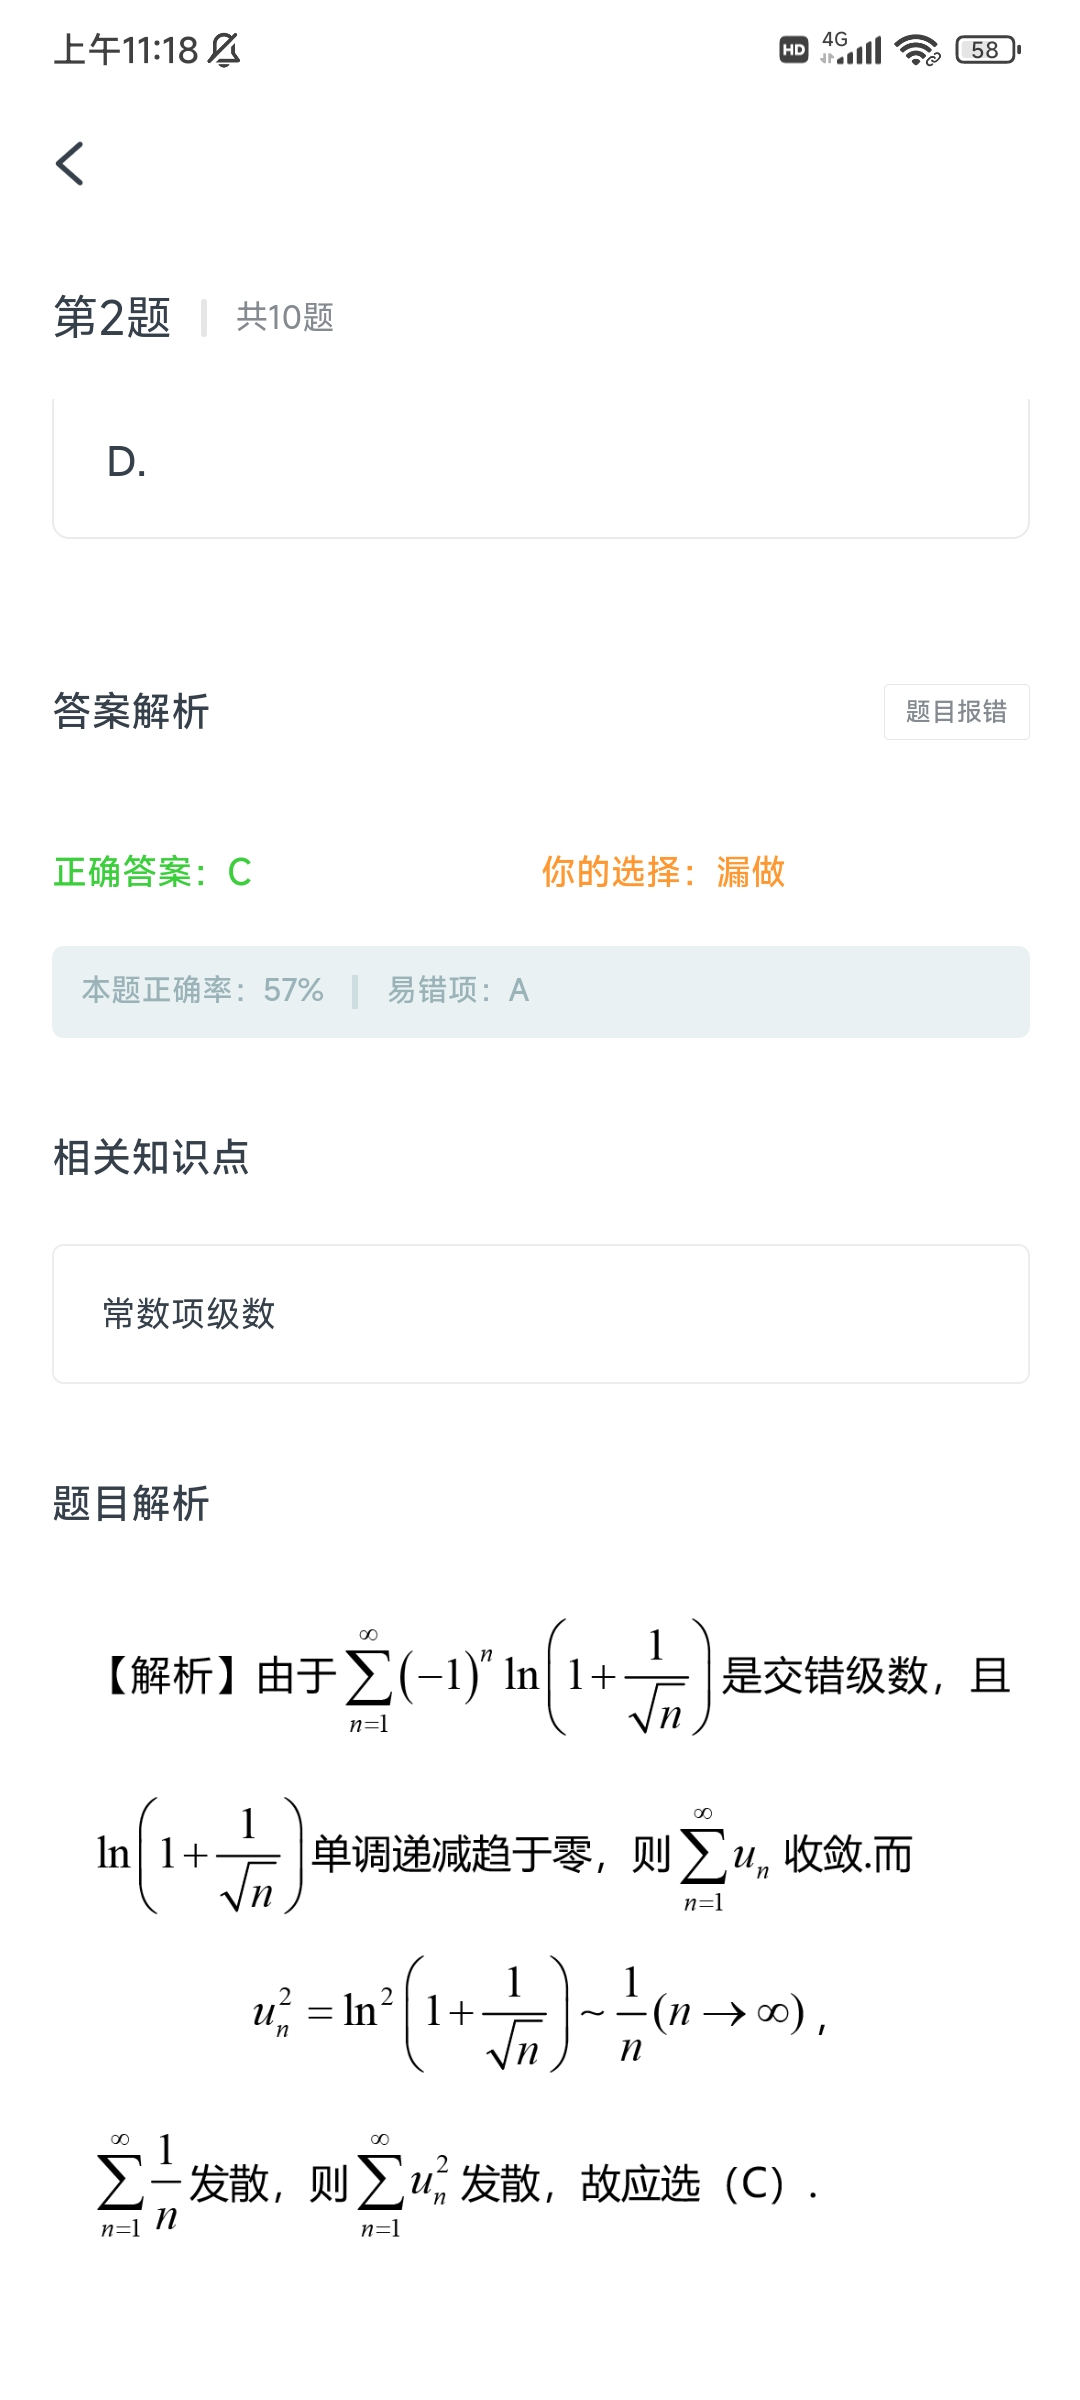 上午11:18 HD 4G 58
第2题 共10题
D.
答案解析 题目报错
正确答案：C 你的选择：漏做
本题正确率：57% 易错项：A
相关知识点
常数项级数
题目解析
【解析】由于 $\sum_{n=1}^{\infty}(-1)^n \ln\left(1+\frac{1}{\sqrt{n}}\right)$ 是交错级数，且
$\ln\left(1+\frac{1}{\sqrt{n}}\right)$ 单调递减趋于零，则 $\sum_{n=1}^{\infty}u_n$ 收敛.而
$u_n^2 = \ln^2\left(1+\frac{1}{\sqrt{n}}\right) \sim \frac{1}{n}(n \to \infty)$ ,
$\sum_{n=1}^{\infty}\frac{1}{n}$ 发散，则 $\sum_{n=1}^{\infty}u_n^2$ 发散，故应选（C）.